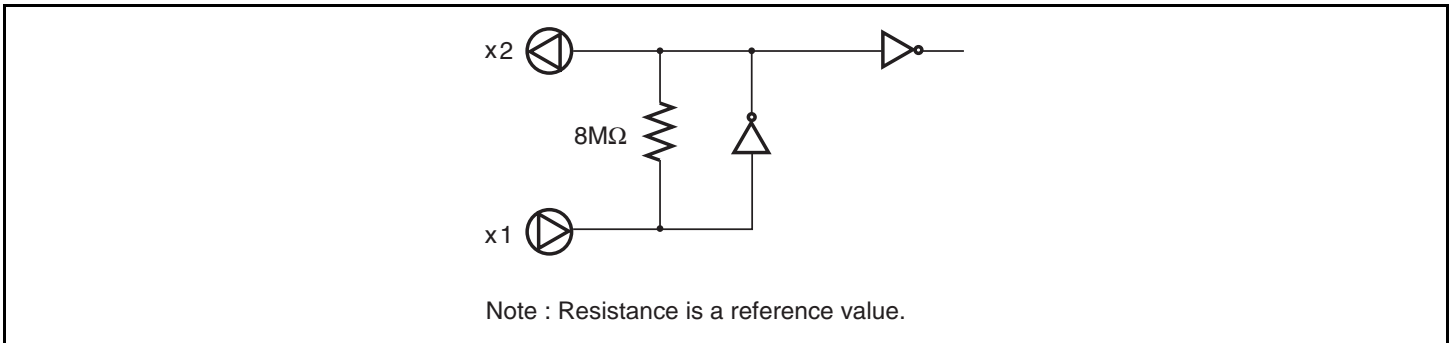 x2
8MΩ
x1
Note : Resistance is a reference value.